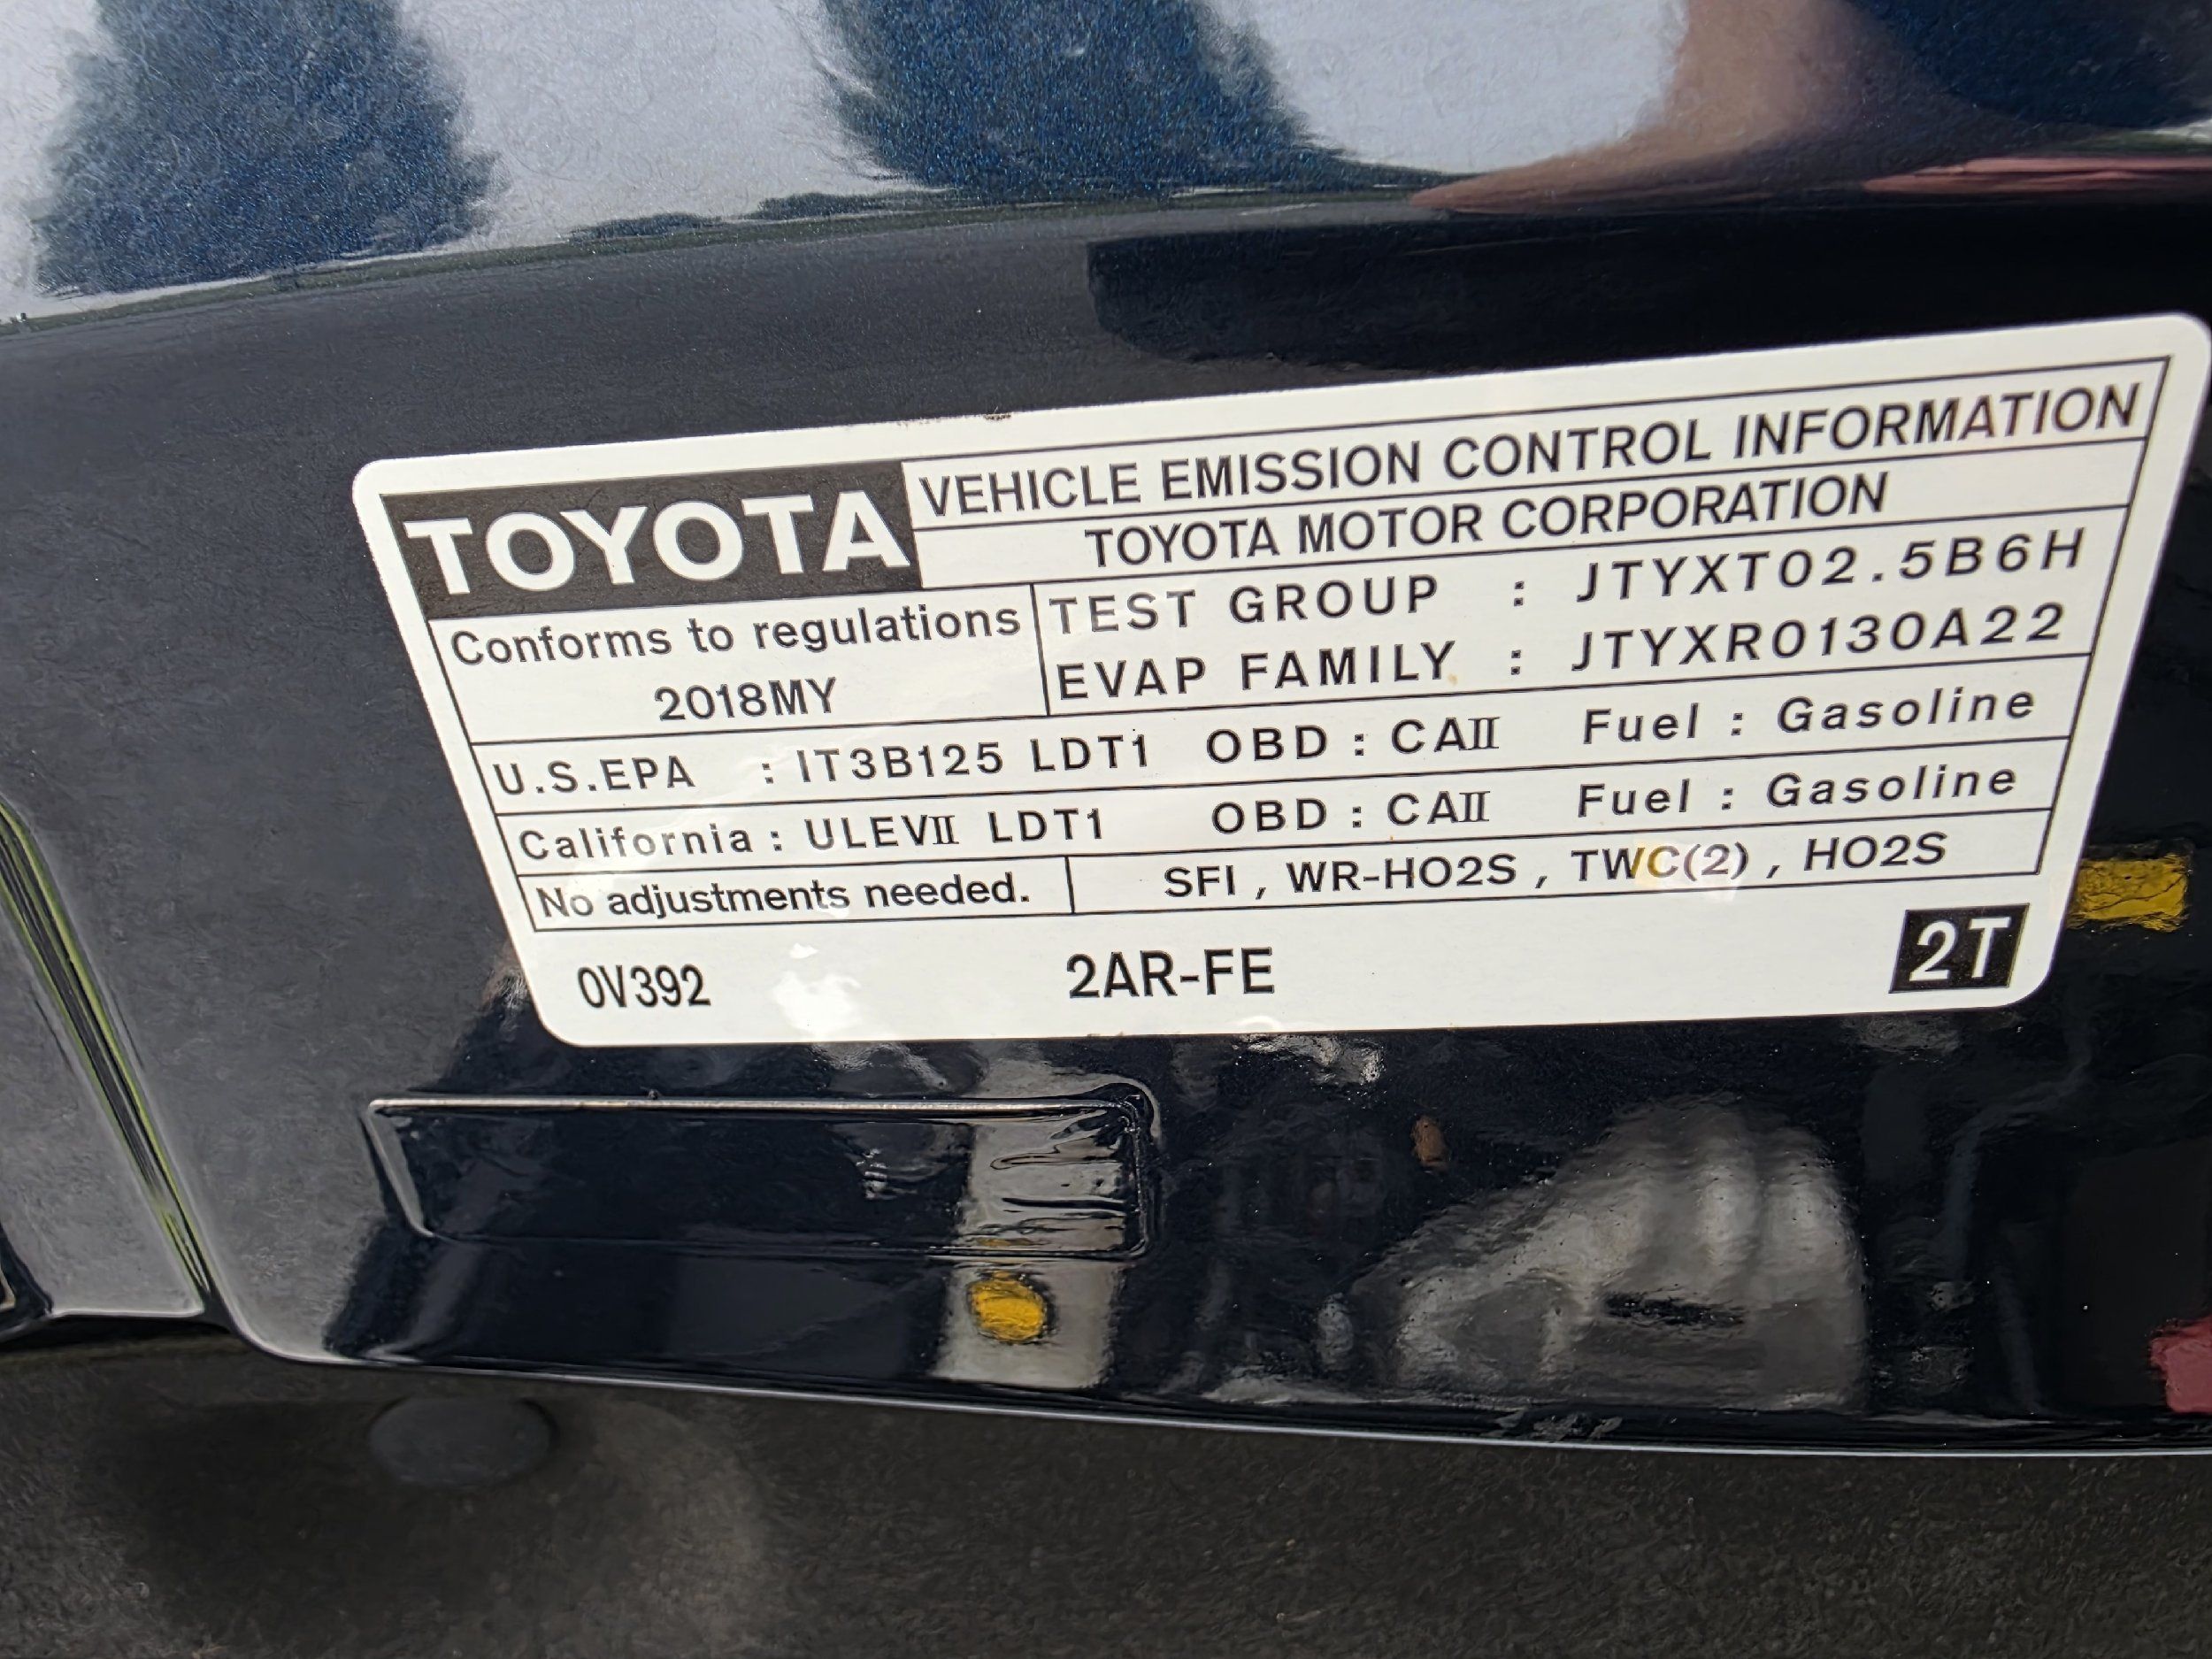 TOYOTA VEHICLE EMISSION CONTROL INFORMATION
TOYOTA MOTOR CORPORATION
Conforms to regulations
2018MY
TEST GROUP : JTYXT02.5B6H
EVAP FAMILY : JTYXR0130A22
U.S.EPA : IT3B125 LDT1 OBD : CAII Fuel : Gasoline
California : ULEVII LDT1 OBD : CAII Fuel : Gasoline
No adjustments needed. SFI , WR-HO2S , TWC(2) , HO2S
0V392 2AR-FE 2T